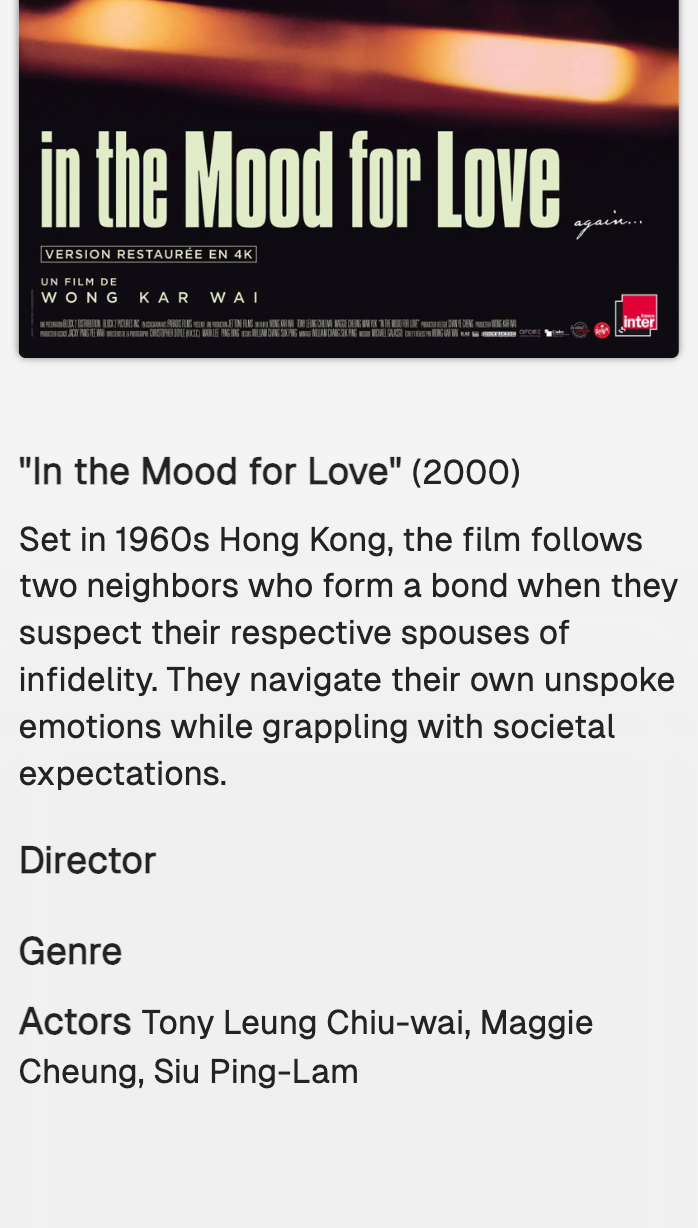 in the Mood for Love
again...
VERSION RESTAURÉE EN 4K
UN FILM DE
WONG KAR WAI
france
inter
"In the Mood for Love" (2000)
Set in 1960s Hong Kong, the film follows
two neighbors who form a bond when they
suspect their respective spouses of
infidelity. They navigate their own unspoke
emotions while grappling with societal
expectations.
Director
Genre
Actors Tony Leung Chiu-wai, Maggie
Cheung, Siu Ping-Lam